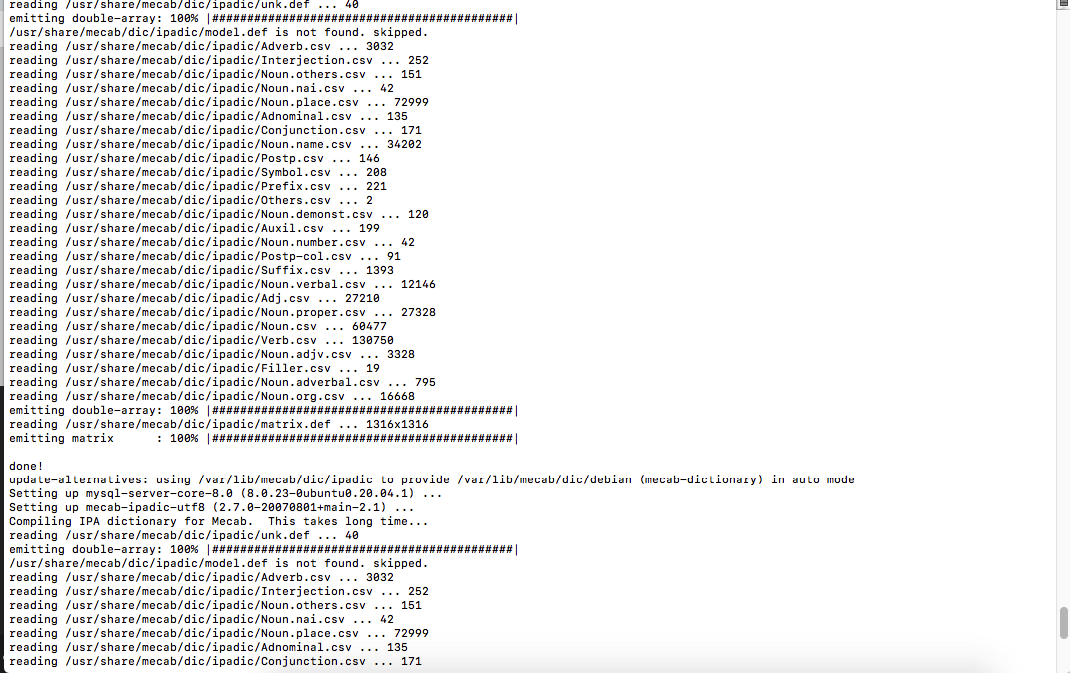 reading /usr/share/mecab/dic/ipadic/unk.def ... 40
emitting double-array: 100% |###########################################|
/usr/share/mecab/dic/ipadic/model.def is not found. skipped.
reading /usr/share/mecab/dic/ipadic/Adverb.csv ... 3032
reading /usr/share/mecab/dic/ipadic/Interjection.csv ... 252
reading /usr/share/mecab/dic/ipadic/Noun.others.csv ... 151
reading /usr/share/mecab/dic/ipadic/Noun.nai.csv ... 42
reading /usr/share/mecab/dic/ipadic/Noun.place.csv ... 72999
reading /usr/share/mecab/dic/ipadic/Adnominal.csv ... 135
reading /usr/share/mecab/dic/ipadic/Conjunction.csv ... 171
reading /usr/share/mecab/dic/ipadic/Noun.name.csv ... 34202
reading /usr/share/mecab/dic/ipadic/Postp.csv ... 146
reading /usr/share/mecab/dic/ipadic/Symbol.csv ... 208
reading /usr/share/mecab/dic/ipadic/Prefix.csv ... 221
reading /usr/share/mecab/dic/ipadic/Others.csv ... 2
reading /usr/share/mecab/dic/ipadic/Noun.demonst.csv ... 120
reading /usr/share/mecab/dic/ipadic/Auxil.csv ... 199
reading /usr/share/mecab/dic/ipadic/Noun.number.csv ... 42
reading /usr/share/mecab/dic/ipadic/Postp-col.csv ... 91
reading /usr/share/mecab/dic/ipadic/Suffix.csv ... 1393
reading /usr/share/mecab/dic/ipadic/Noun.verbal.csv ... 12146
reading /usr/share/mecab/dic/ipadic/Adj.csv ... 27210
reading /usr/share/mecab/dic/ipadic/Noun.proper.csv ... 27328
reading /usr/share/mecab/dic/ipadic/Noun.csv ... 60477
reading /usr/share/mecab/dic/ipadic/Verb.csv ... 130750
reading /usr/share/mecab/dic/ipadic/Noun.adjv.csv ... 3328
reading /usr/share/mecab/dic/ipadic/Filler.csv ... 19
reading /usr/share/mecab/dic/ipadic/Noun.adverbal.csv ... 795
reading /usr/share/mecab/dic/ipadic/Noun.org.csv ... 16668
emitting double-array: 100% |###########################################|
reading /usr/share/mecab/dic/ipadic/matrix.def ... 1316x1316
emitting matrix      : 100% |###########################################|
done!
update-alternatives: using /var/lib/mecab/dic/ipadic to provide /var/lib/mecab/dic/debian (mecab-dictionary) in auto mode
Setting up mysql-server-core-8.0 (8.0.23-0ubuntu0.20.04.1) ...
Setting up mecab-ipadic-utf8 (2.7.0-20070801+main-2.1) ...
Compiling IPA dictionary for Mecab.  This takes long time...
reading /usr/share/mecab/dic/ipadic/unk.def ... 40
emitting double-array: 100% |###########################################|
/usr/share/mecab/dic/ipadic/model.def is not found. skipped.
reading /usr/share/mecab/dic/ipadic/Adverb.csv ... 3032
reading /usr/share/mecab/dic/ipadic/Interjection.csv ... 252
reading /usr/share/mecab/dic/ipadic/Noun.others.csv ... 151
reading /usr/share/mecab/dic/ipadic/Noun.nai.csv ... 42
reading /usr/share/mecab/dic/ipadic/Noun.place.csv ... 72999
reading /usr/share/mecab/dic/ipadic/Adnominal.csv ... 135
reading /usr/share/mecab/dic/ipadic/Conjunction.csv ... 171